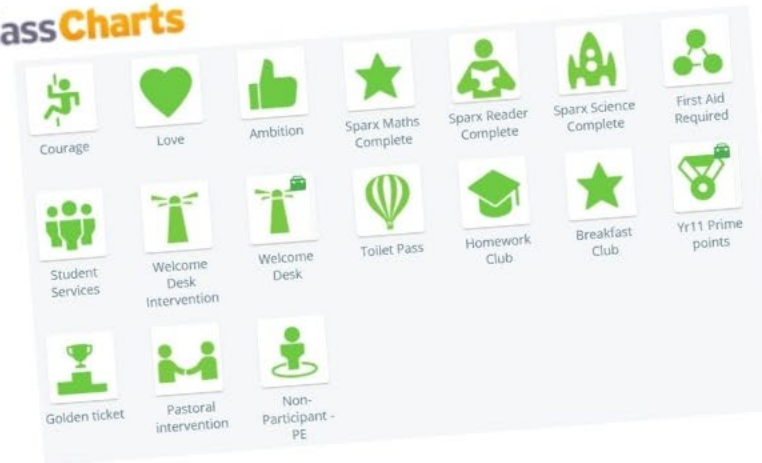 assCharts
Courage
Love
Ambition
Sparx Maths
Complete
Sparx Reader
Complete
Sparx Science
Complete
First Aid
Required
Student
Services
Welcome
Desk
Intervention
Welcome
Desk
Toilet Pass
Homework
Club
Breakfast
Club
Yr11 Prime
points
Golden ticket
Pastoral
intervention
Non-
Participant -
PE